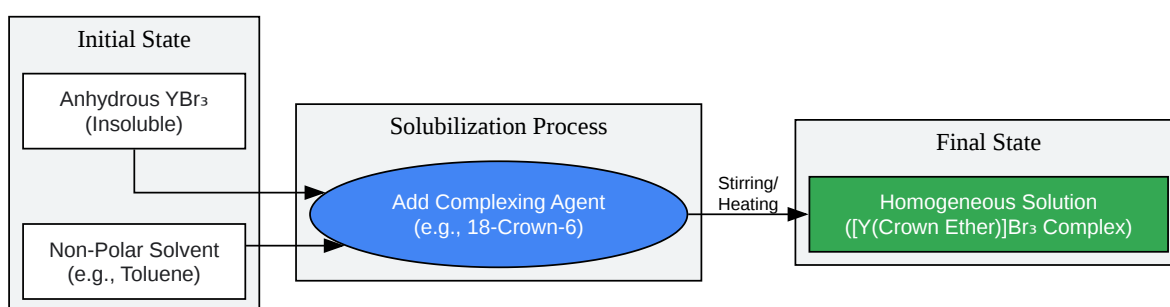 Initial State
Anhydrous YBr₃
(Insoluble)
Non-Polar Solvent
(e.g., Toluene)
Solubilization Process
Add Complexing Agent
(e.g., 18-Crown-6)
Stirring/
Heating
Final State
Homogeneous Solution
([Y(Crown Ether)]Br₃ Complex)